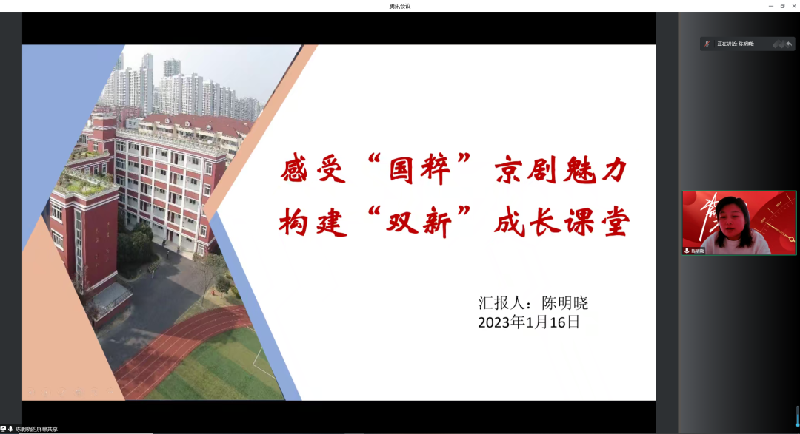 腾讯会议
正在讲话: 陈明晓
感受“国粹”京剧魅力
构建“双新”成长课堂
汇报人：陈明晓
2023年1月16日
陈明晓